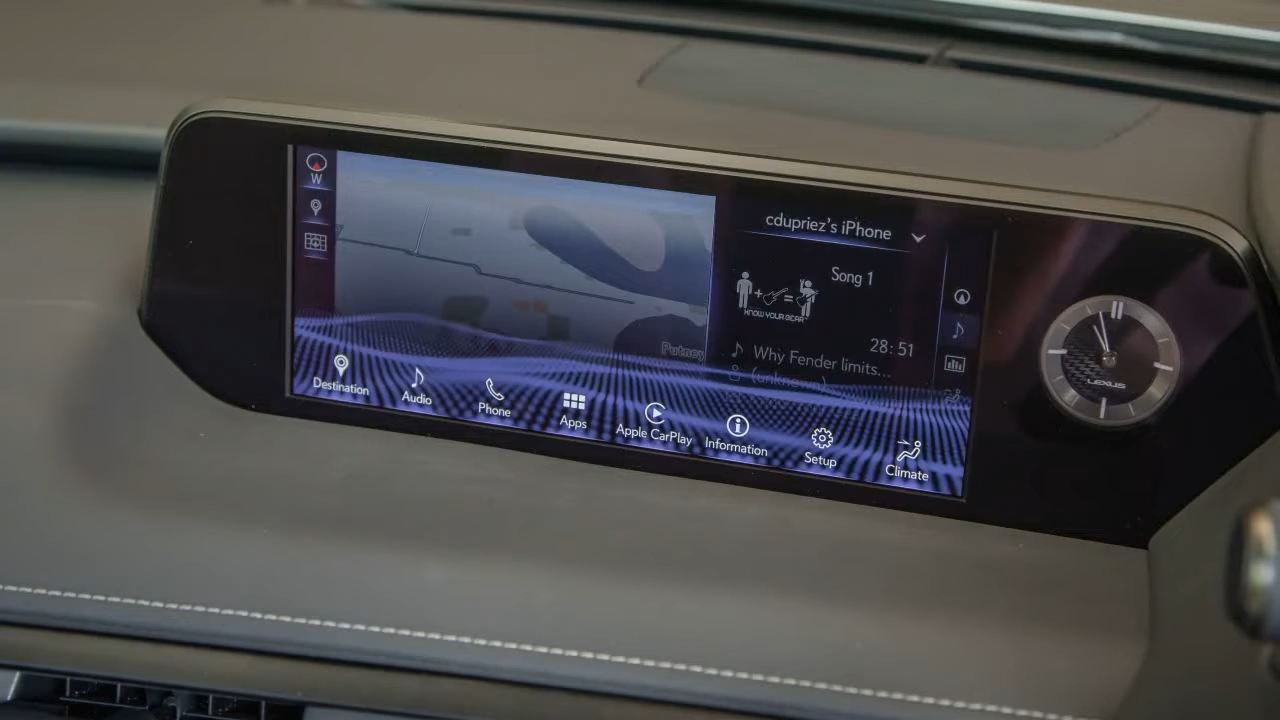 W
cdupriez's iPhone
Song 1
KNOW YOUR GEAR
28:51
Why Fender limits...
(unknown)
Putney
Destination
Audio
Phone
Apps
Apple CarPlay
Information
Setup
Climate
LEXUS